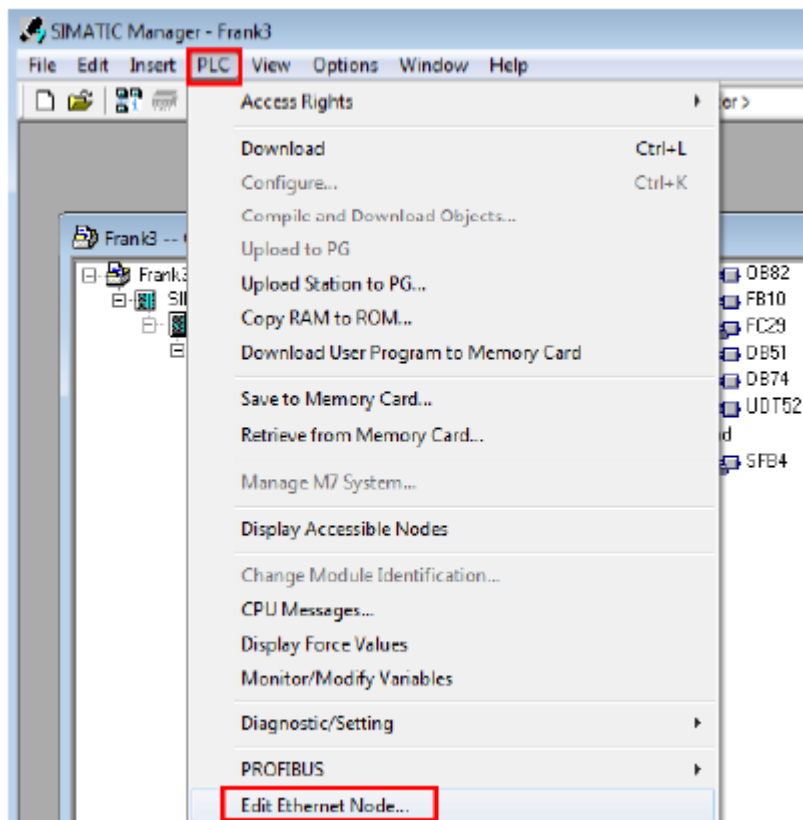 SIMATIC Manager - Frank3
File Edit Insert PLC View Options Window Help
Access Rights
Download Ctrl+L
Configure... Ctrl+K
Compile and Download Objects...
Upload to PG
Upload Station to PG...
Copy RAM to ROM...
Download User Program to Memory Card
Save to Memory Card...
Retrieve from Memory Card...
Manage M7 System...
Display Accessible Nodes
Change Module Identification...
CPU Messages...
Display Force Values
Monitor/Modify Variables
Diagnostic/Setting
PROFIBUS
Edit Ethernet Node...
Frank3 --
Frank3
OB82
FB10
FC29
DB74
UDT52
SFB4